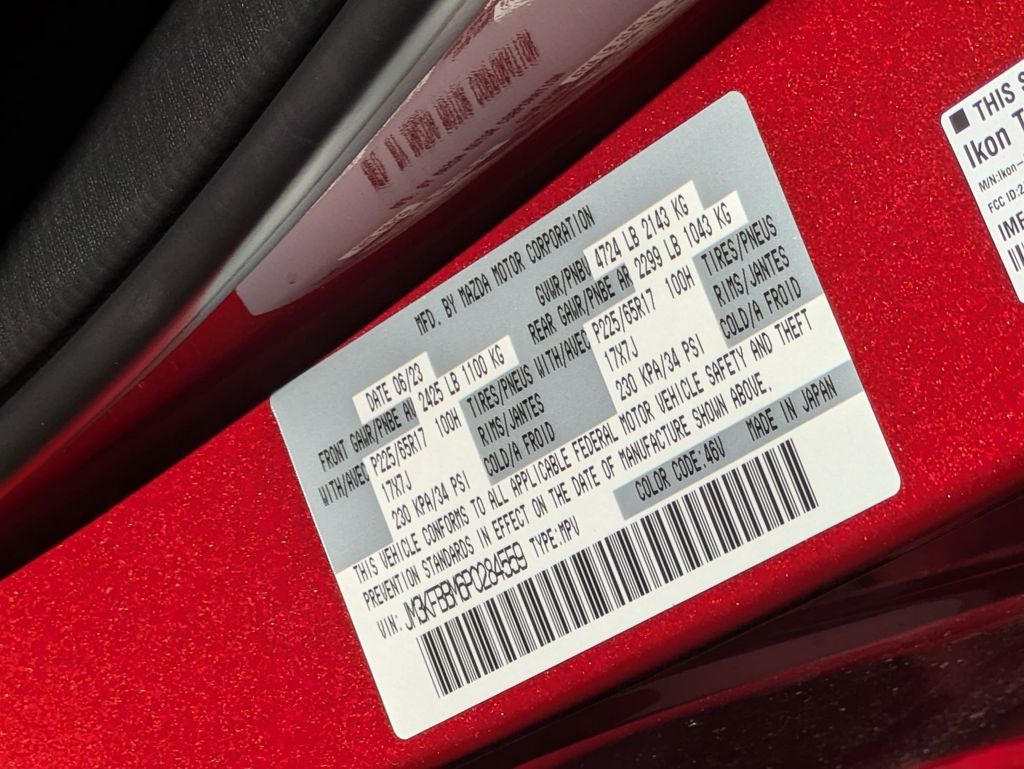 MFD. BY MAZDA MOTOR CORPORATION
DATE 06/23 GVWR/PNBV 4724 LB 2143 KG
FRONT GAWR/PNBE AV 2425 LB 1100 KG REAR GAWR/PNBE AR 2299 LB 1043 KG
WITH/AVEC P225/65R17 100H TIRES/PNEUS WITH/AVEC P225/65R17 100H TIRES/PNEUS
17X7J RIMS/JANTES 17X7J RIMS/JANTES
230 KPA/34 PSI COLD/A FROID 230 KPA/34 PSI COLD/A FROID
THIS VEHICLE CONFORMS TO ALL APPLICABLE FEDERAL MOTOR VEHICLE SAFETY AND THEFT
PREVENTION STANDARDS IN EFFECT ON THE DATE OF MANUFACTURE SHOWN ABOVE.
VIN: JM3KFBBM6P0284559 TYPE:MPV COLOR CODE:46V MADE IN JAPAN
THIS S
Ikon T
M/N:Ikon—
FCC ID:2
IME